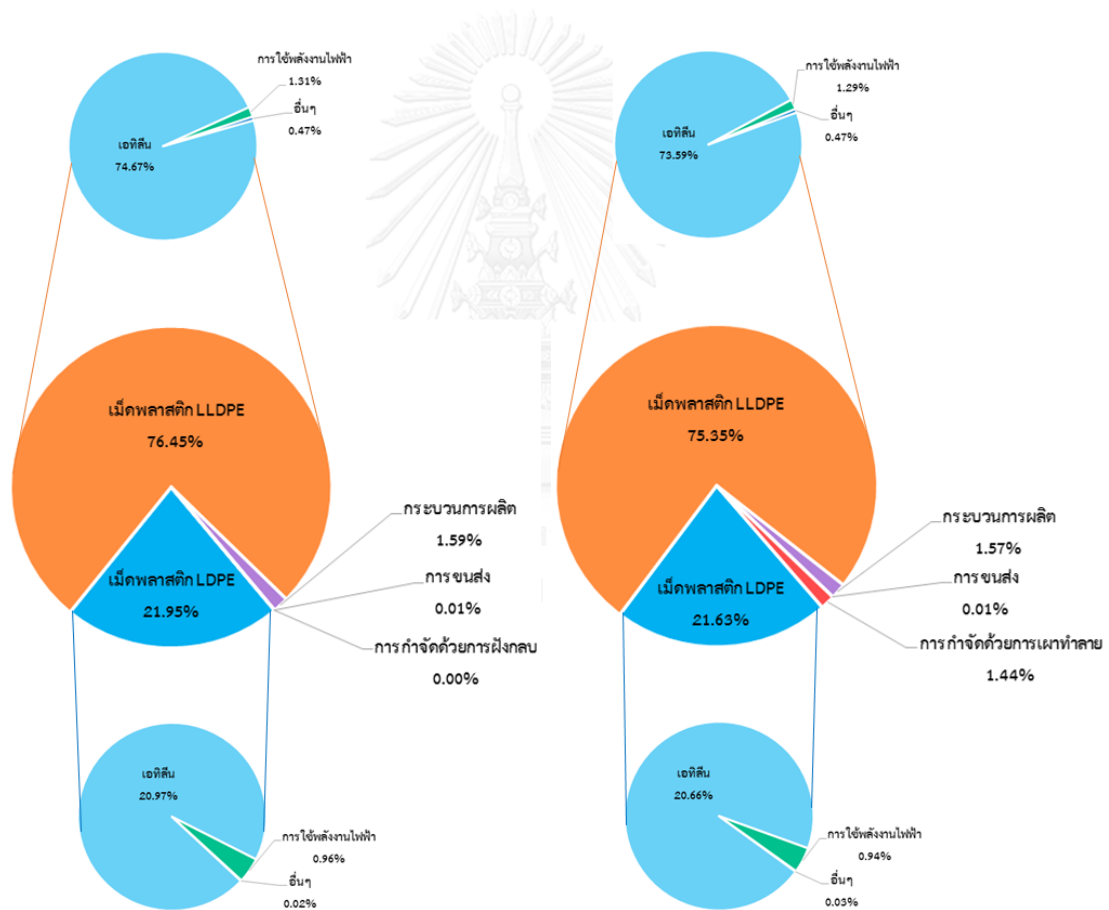 การใช้พลังงานไฟฟ้า
1.31%
อื่นๆ
0.47%
เอทิลีน
74.67%
เม็ดพลาสติก LLDPE
76.45%
กระบวนการผลิต
1.59%
การขนส่ง
0.01%
การกำจัดด้วยการฝังกลบ
0.00%
เม็ดพลาสติก LDPE
21.95%
เอทิลีน
20.97%
การใช้พลังงานไฟฟ้า
0.96%
อื่นๆ
0.02%
การใช้พลังงานไฟฟ้า
1.29%
อื่นๆ
0.47%
เอทิลีน
73.59%
เม็ดพลาสติก LLDPE
75.35%
กระบวนการผลิต
1.57%
การขนส่ง
0.01%
การกำจัดด้วยการเผาทำลาย
1.44%
เม็ดพลาสติก LDPE
21.63%
เอทิลีน
20.66%
การใช้พลังงานไฟฟ้า
0.94%
อื่นๆ
0.03%